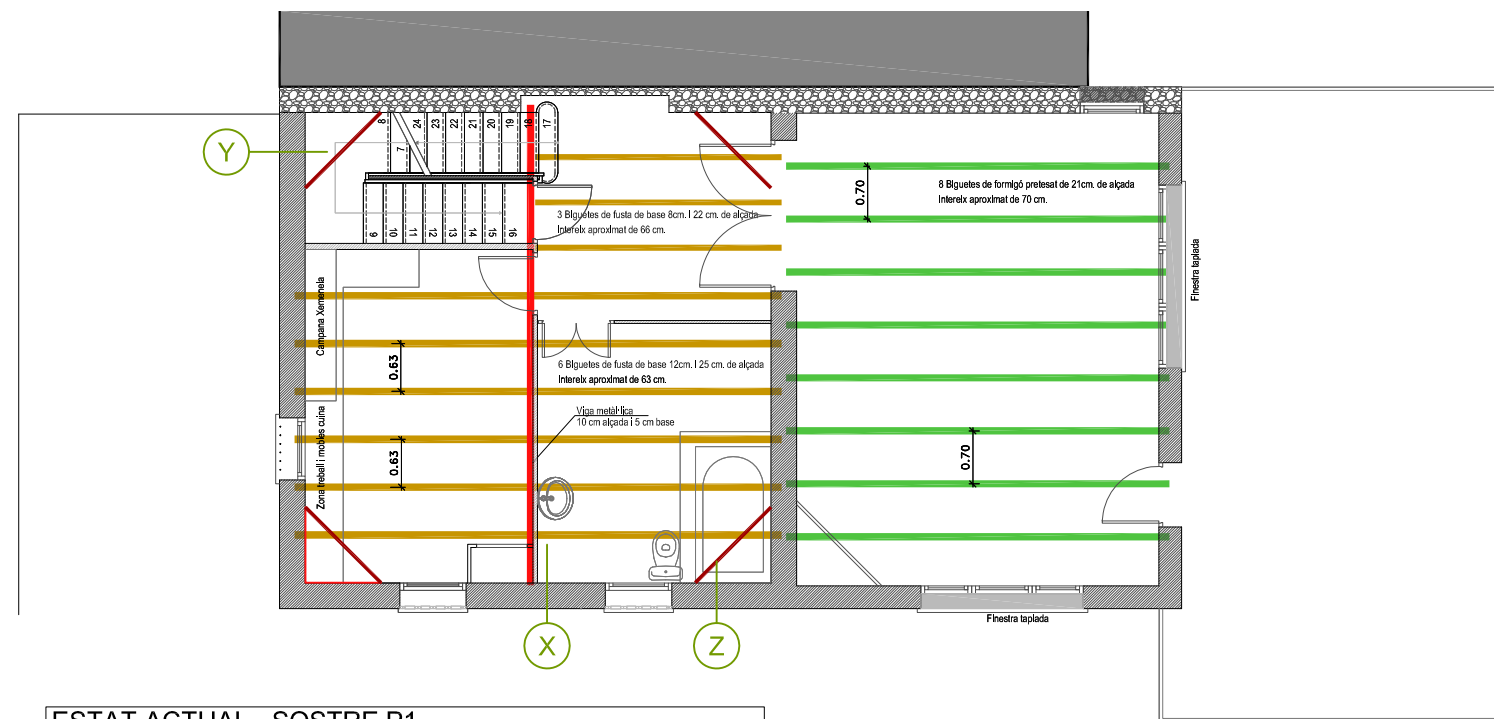 8
24
23
22
21
20
19
18
17
7
Y
9
10
11
12
13
14
15
16
3 Biguetes de fusta de base 8cm. I 22 cm. de alçada
Intereix aproximat de 66 cm.
0.70
8 Biguetes de formigó pretesat de 21cm. de alçada
Intereix aproximat de 70 cm.
Finestra tapiada
Campana Xemeneia
0.63
6 Biguetes de fusta de base 12cm. I 25 cm. de alçada
Intereix aproximat de 63 cm.
Viga metàl·lica
10 cm alçada i 5 cm base
Zona treball i mobles cuina
0.63
0.70
Finestra tapiada
X
Z
ESTAT ACTUAL - SOSTRE P1